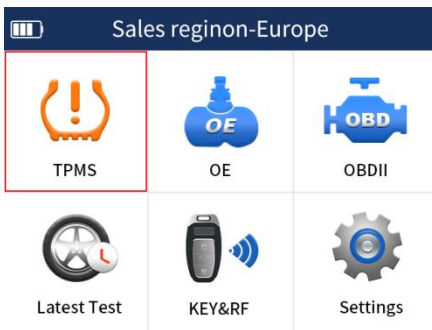 Sales reginon-Europe
OE
OBD
TPMS
OE
OBDII
Latest Test
KEY&RF
Settings